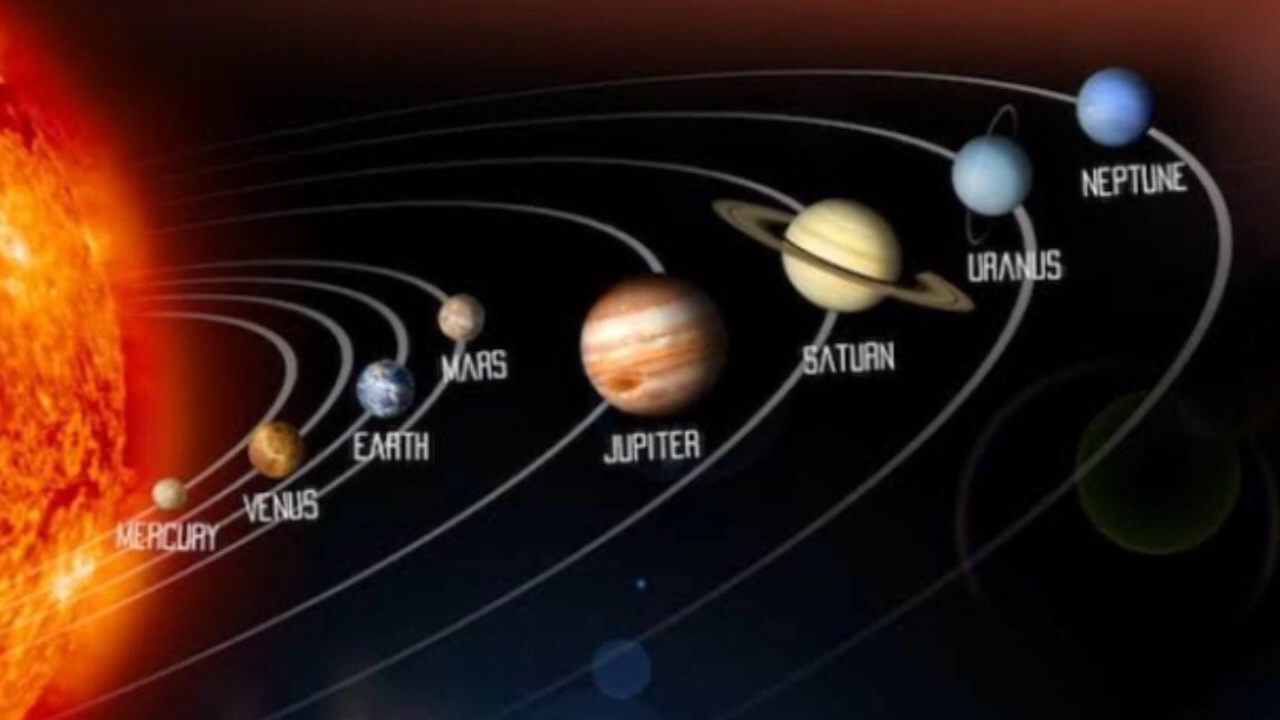 MERCURY
VENUS
EARTH
MARS
JUPITER
SATURN
URANUS
NEPTUNE